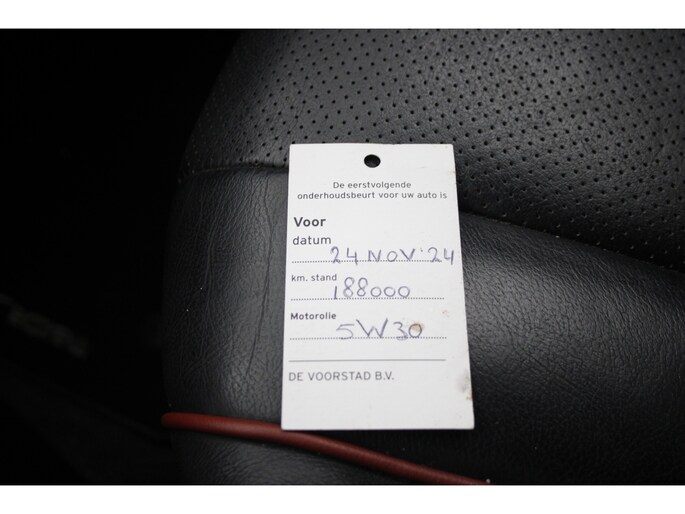 De eerstvolgende
onderhoudsbeurt voor uw auto is
Voor
datum 24 NOV '24
km. stand 188000
Motorolie 5W30
DE VOORSTAD B.V.